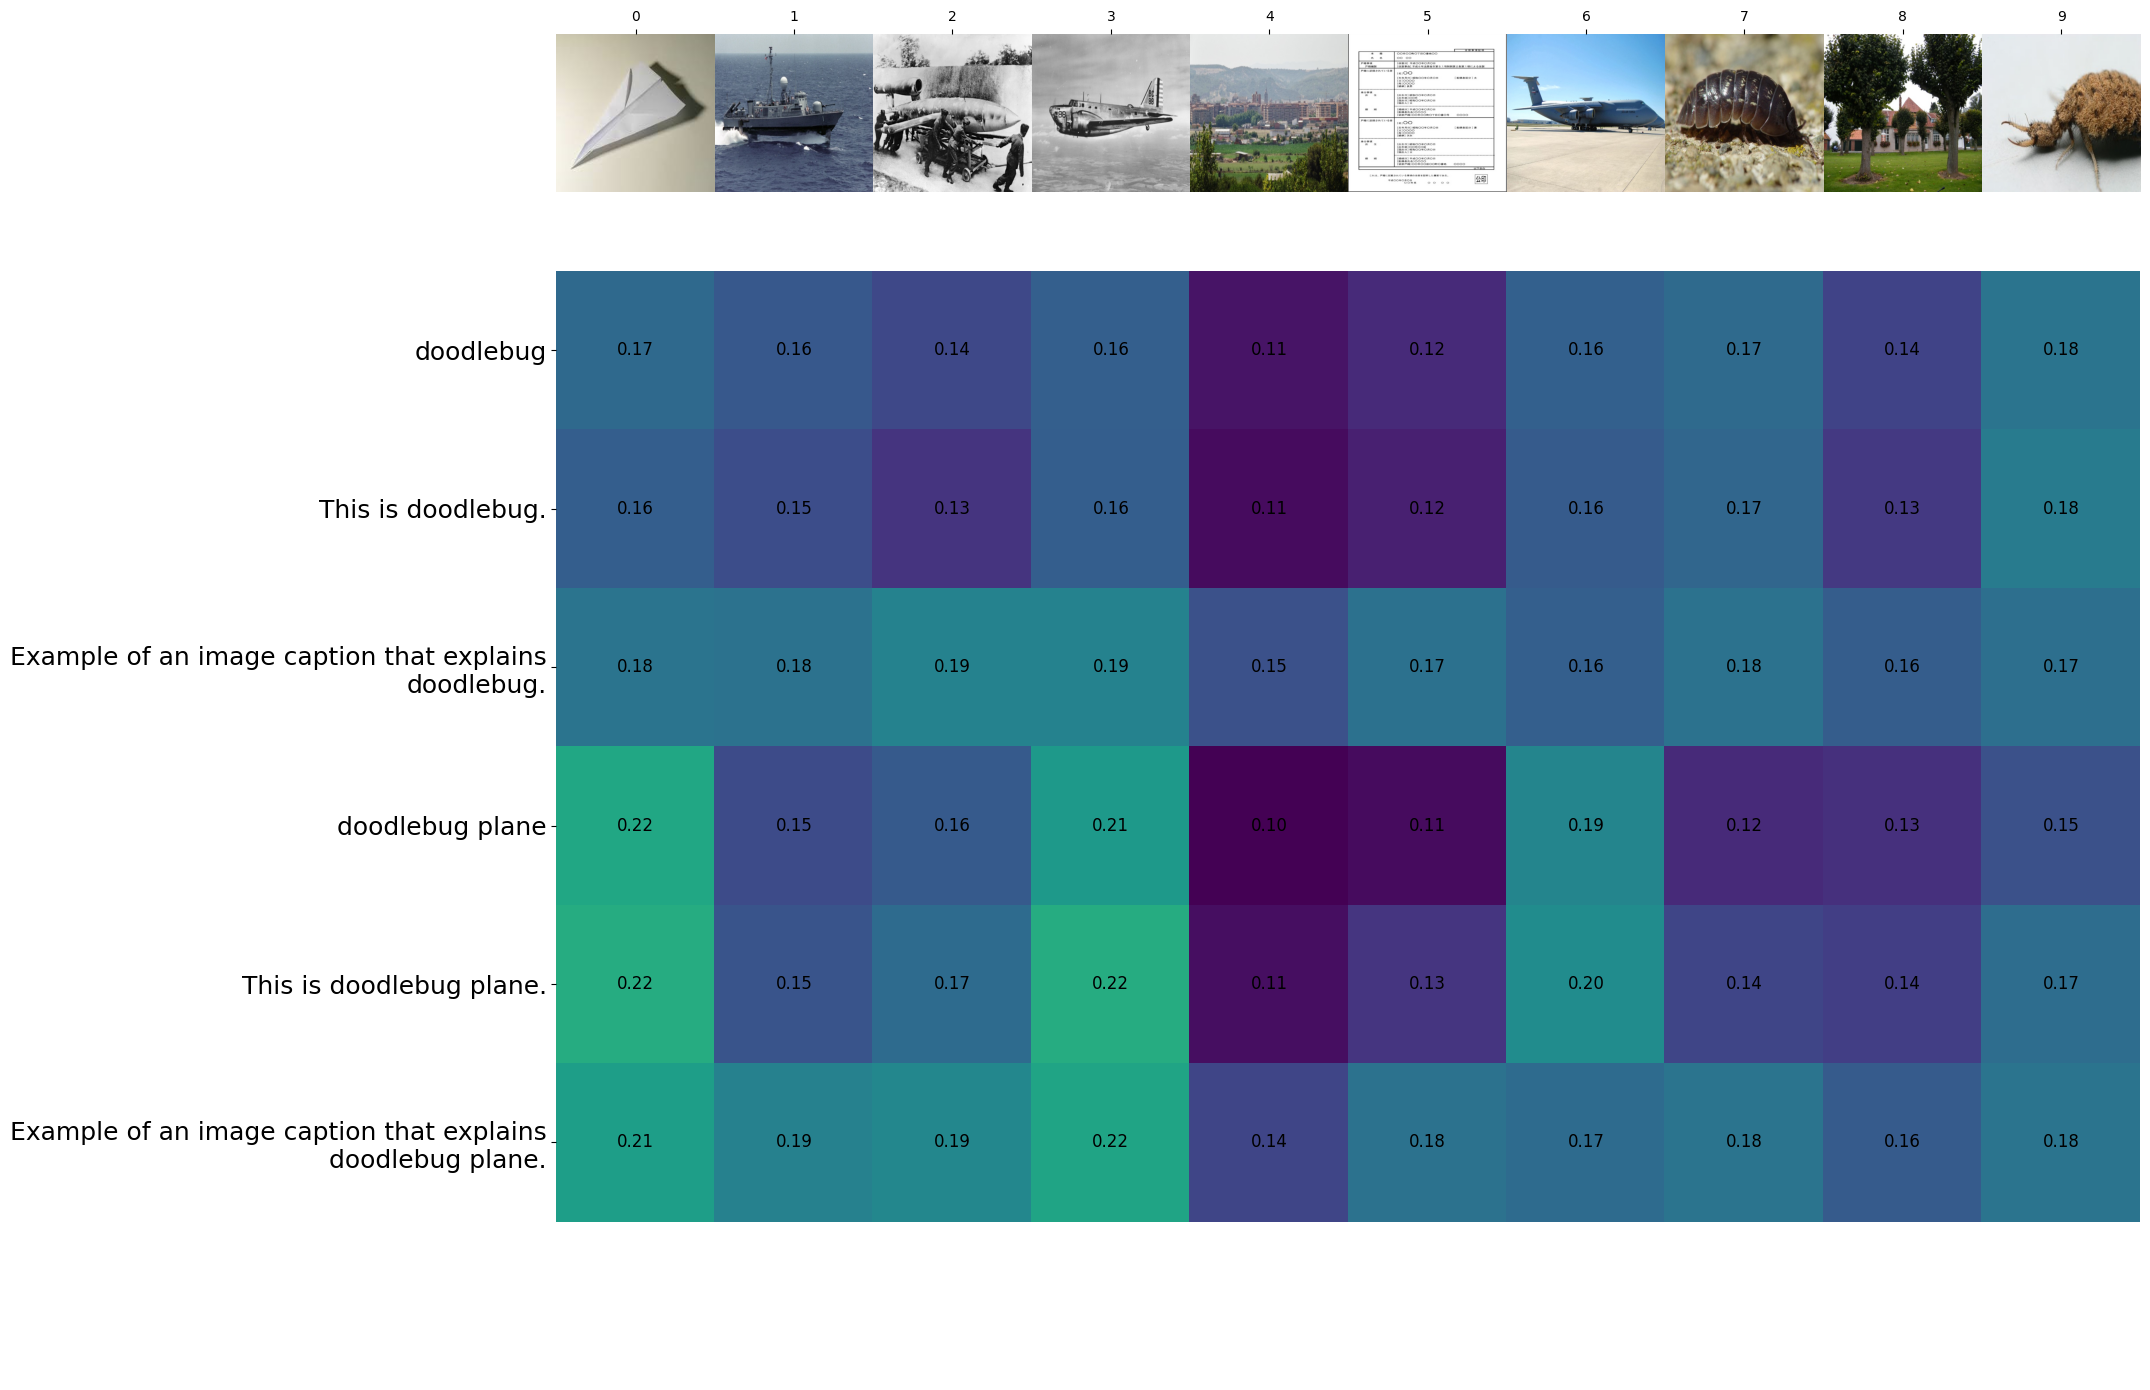 0 1 2 3 4 5 6 7 8 9
doodlebug 0.17 0.16 0.14 0.16 0.11 0.12 0.16 0.17 0.14 0.18
This is doodlebug. 0.16 0.15 0.13 0.16 0.11 0.12 0.16 0.17 0.13 0.18
Example of an image caption that explains
doodlebug. 0.18 0.18 0.19 0.19 0.15 0.17 0.16 0.18 0.16 0.17
doodlebug plane 0.22 0.15 0.16 0.21 0.10 0.11 0.19 0.12 0.13 0.15
This is doodlebug plane. 0.22 0.15 0.17 0.22 0.11 0.13 0.20 0.14 0.14 0.17
Example of an image caption that explains
doodlebug plane. 0.21 0.19 0.19 0.22 0.14 0.18 0.17 0.18 0.16 0.18